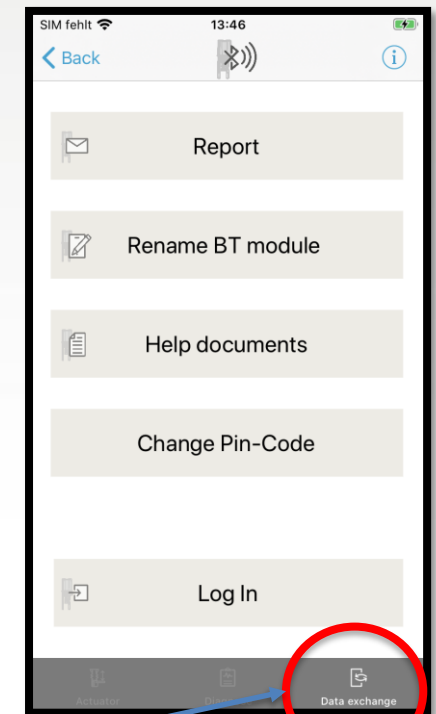 SIM fehlt 13:46
Back
Report
Rename BT module
Help documents
Change Pin-Code
Log In
Actuator Data exchange